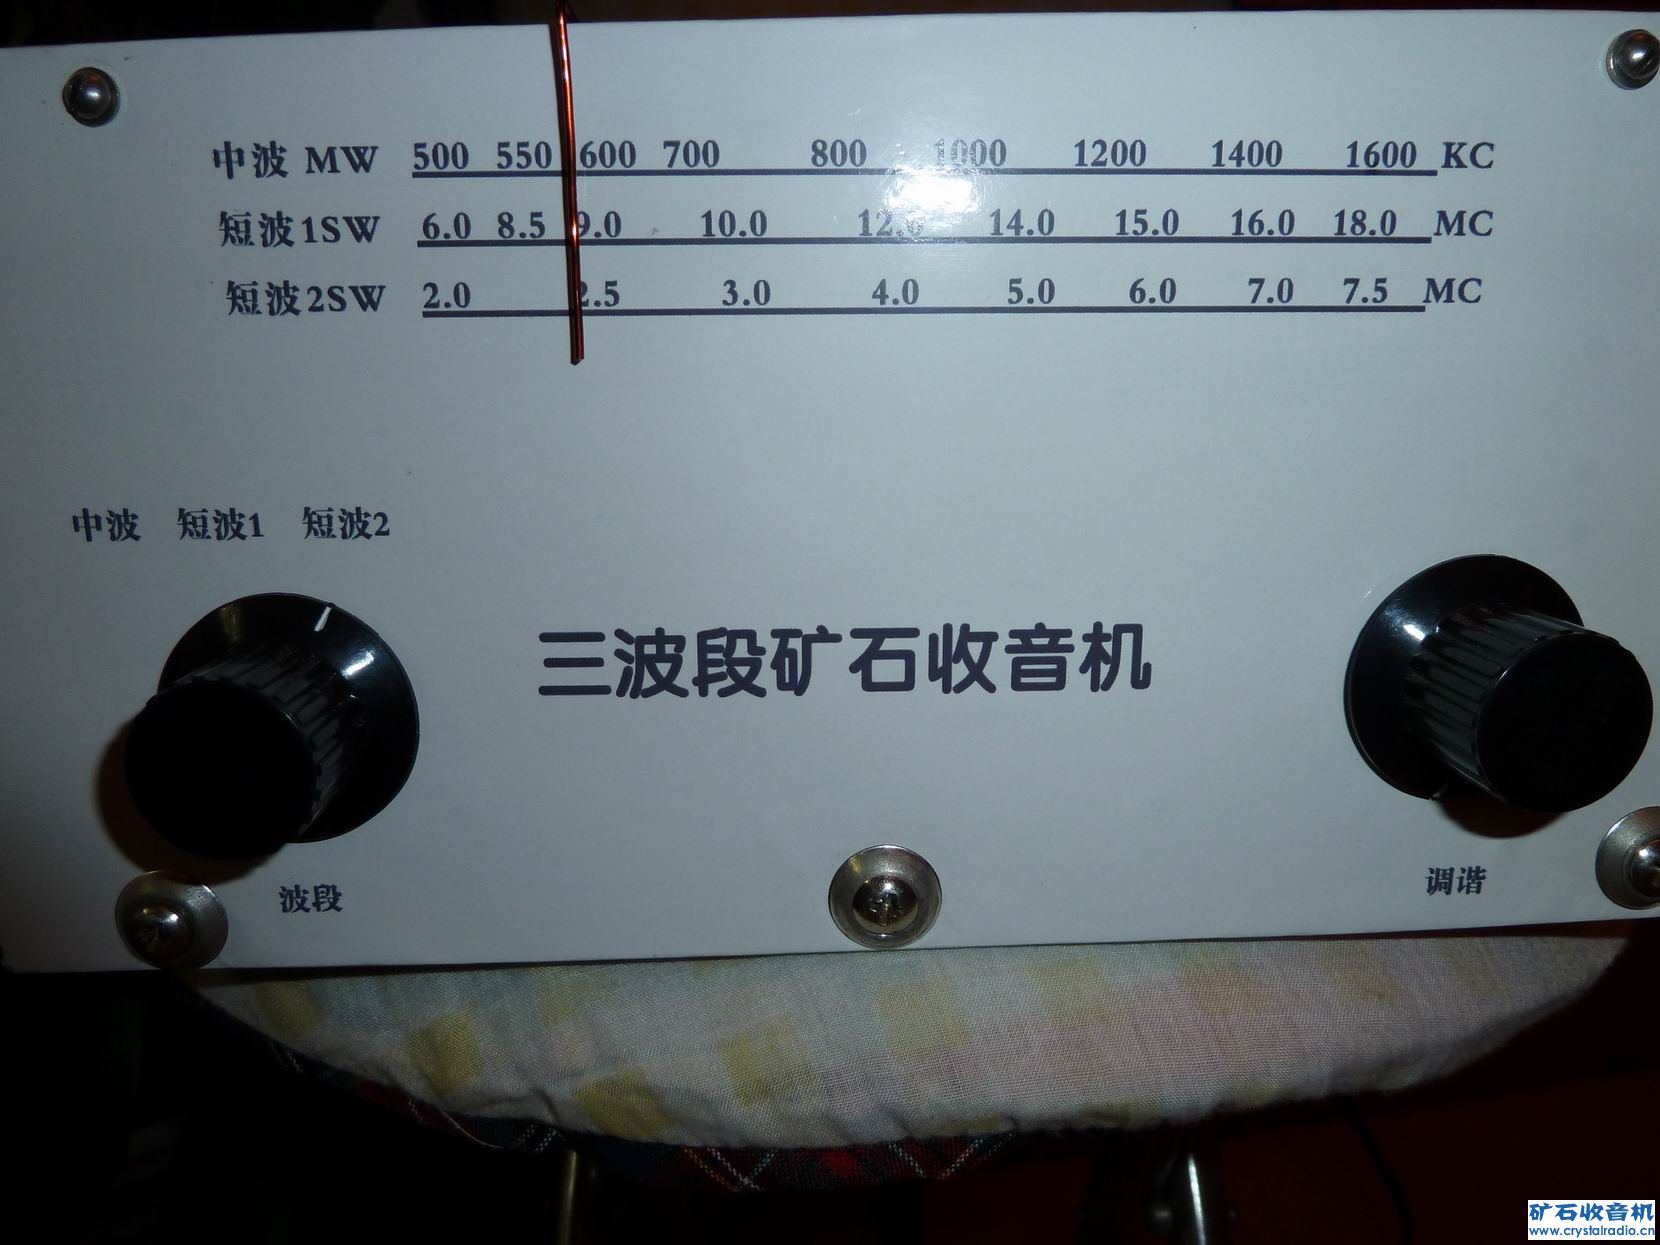 中波 MW 500 550 600 700 800 1000 1200 1400 1600 KC
短波1SW 6.0 8.5 9.0 10.0 12.0 14.0 15.0 16.0 18.0 MC
短波2SW 2.0 2.5 3.0 4.0 5.0 6.0 7.0 7.5 MC
中波 短波1 短波2
三波段矿石收音机
波段
调谐
矿石收音机
www.crystalradio.cn